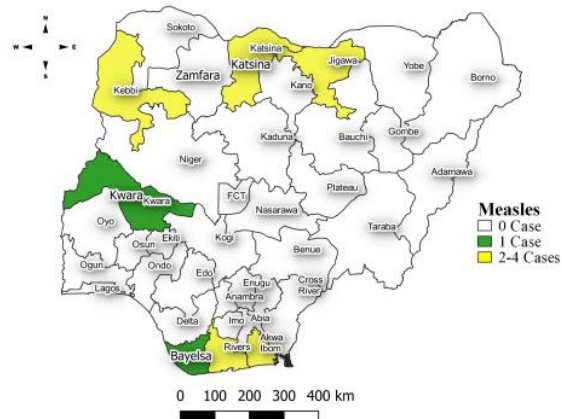 N
W E
S
Sokoto
Katsina
Katsina
Jigawa
Zamfara
Kebbi
Kano
Yobe
Borno
Kaduna
Bauchi
Gombe
Niger
Adamawa
Kwara
Kwara
FCT
Plateau
Nasarawa
Oyo
Taraba
Measles
0 Case
1 Case
2-4 Cases
Ekiti
Osun
Kogi
Benue
Ogun
Ondo
Edo
Lagos
Enugu
Anambra
Cross
River
Delta
Imo
Abia
Bayelsa
Rivers
Akwa
Ibom
0 100 200 300 400 km